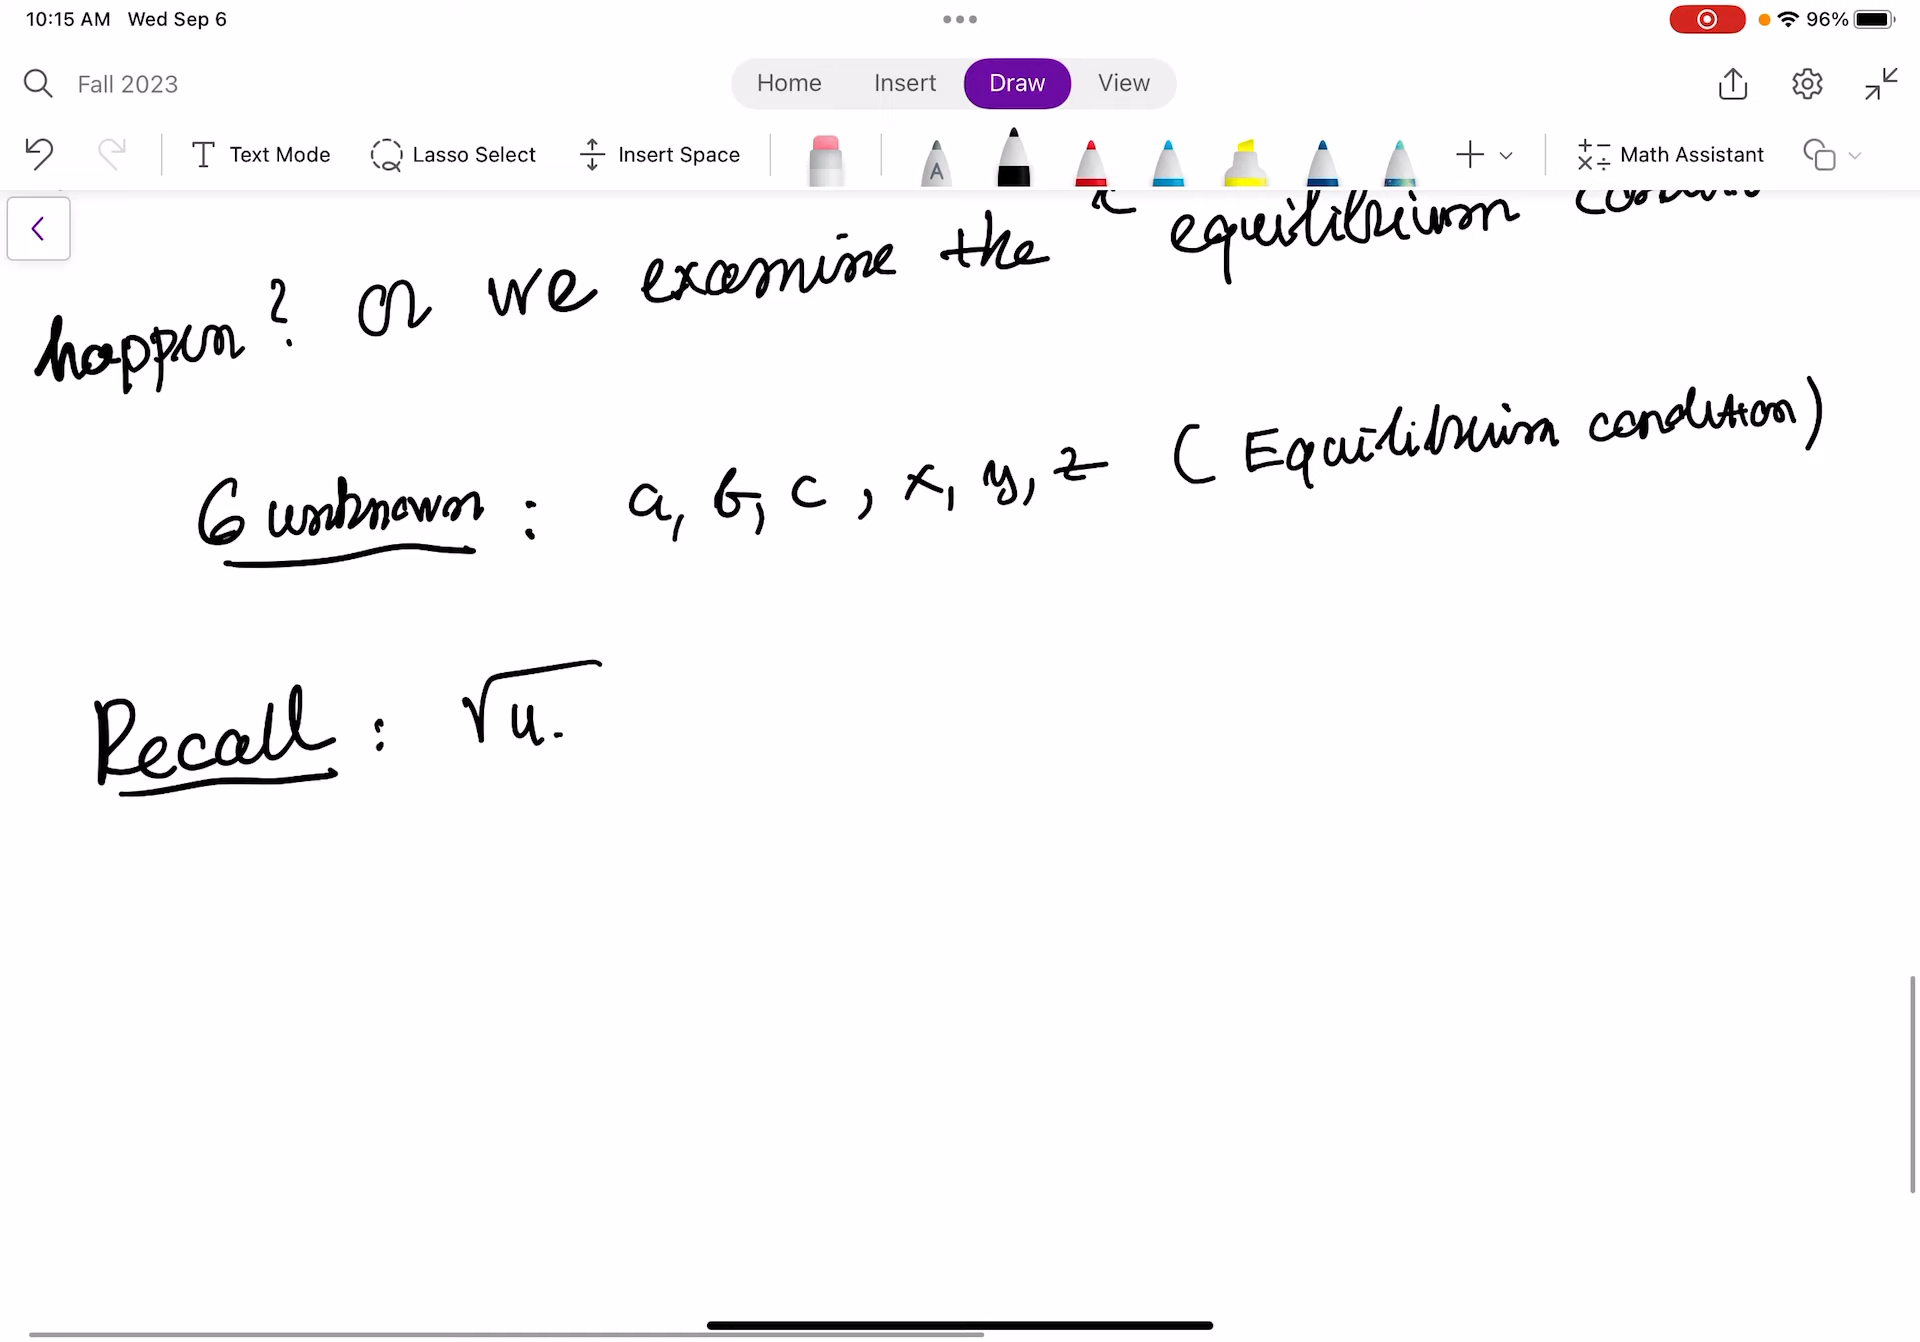 10:15 AM Wed Sep 6
96%
Fall 2023
Home Insert Draw View
Text Mode Lasso Select Insert Space A Math Assistant
happen? or we examine the equilibrium
6 unknown : a, b, c, x, y, z (Equilibrium condition)
Recall : √u.